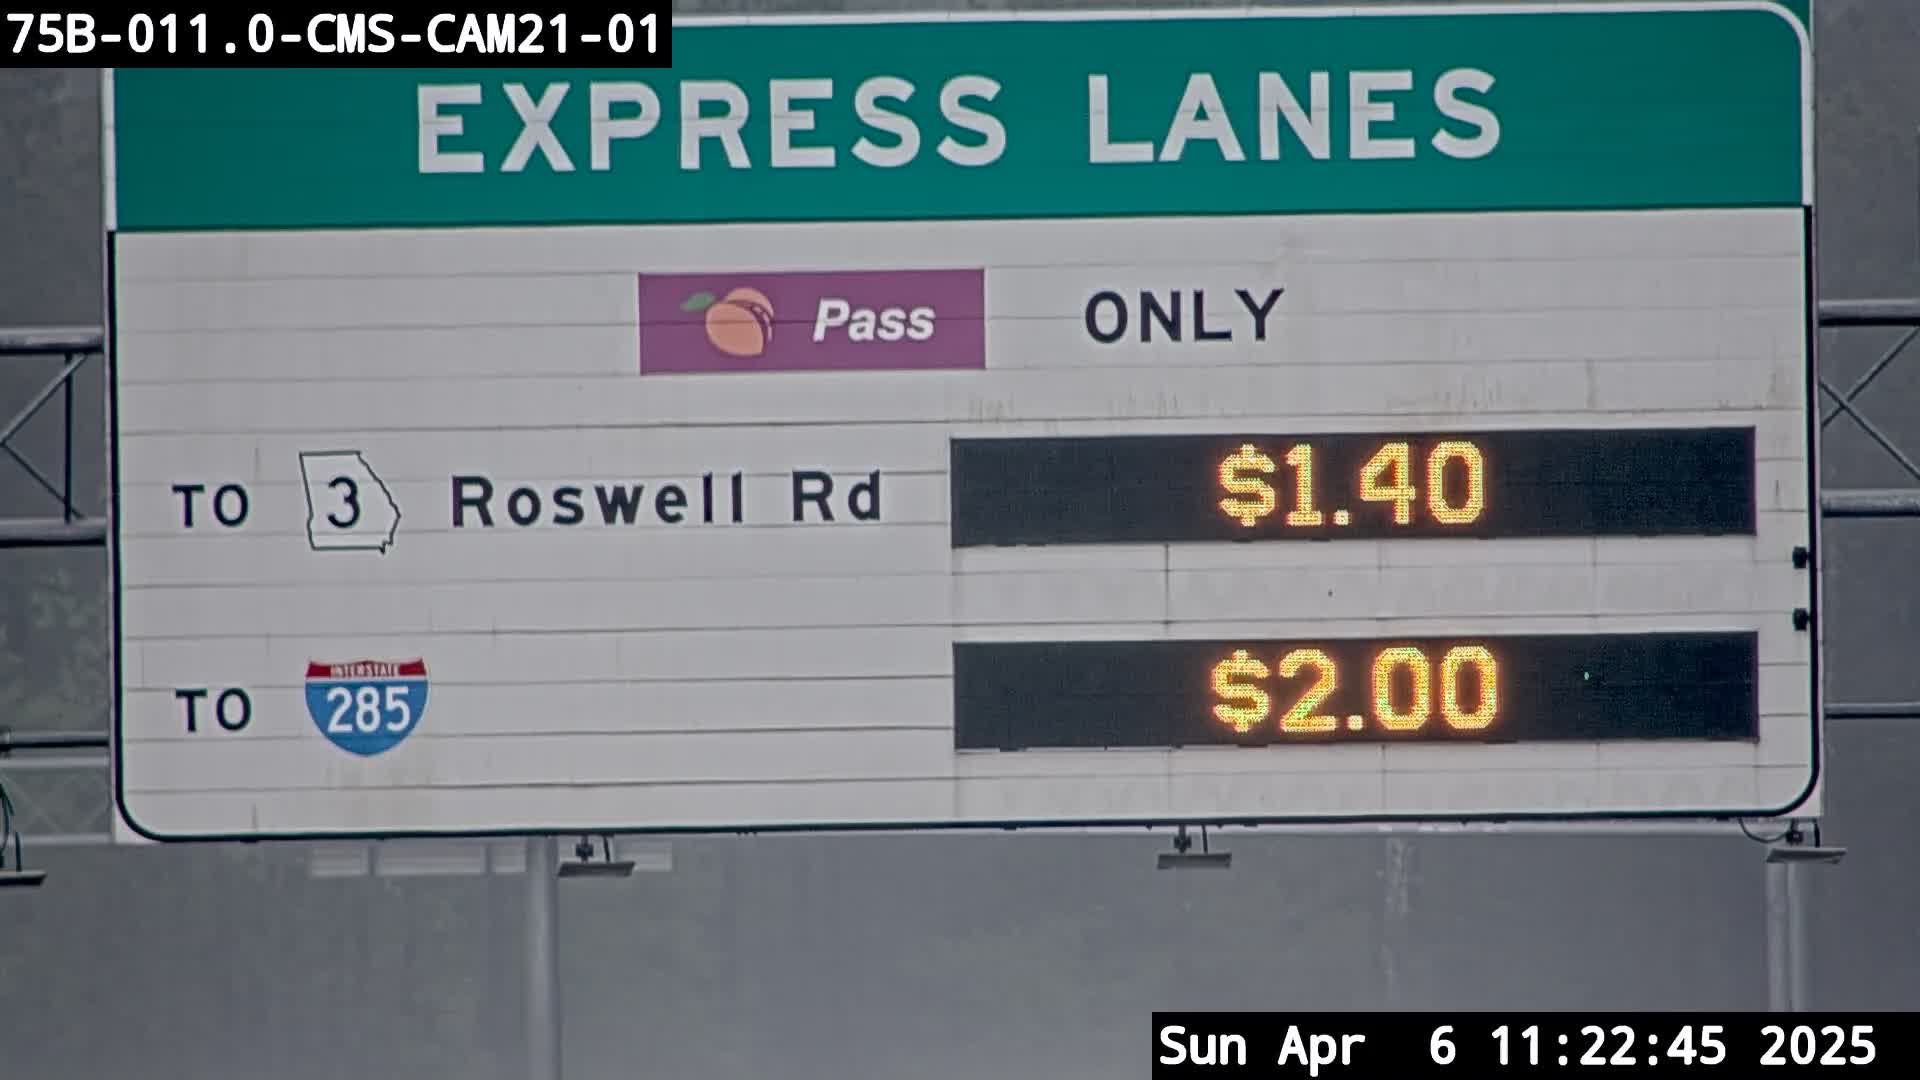 75B-011.0-CMS-CAM21-01
EXPRESS LANES
Pass ONLY
TO 3 Roswell Rd $1.40
INTERSTATE
TO 285 $2.00
Sun Apr 6 11:22:45 2025